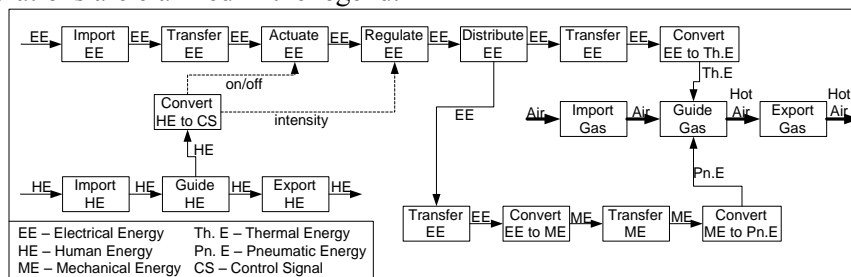 EE
Import
EE
EE
Transfer
EE
EE
Actuate
EE
EE
Regulate
EE
EE
Distribute
EE
EE
Transfer
EE
EE
Convert
EE to Th.E
on/off
Th.E
Convert
HE to CS
intensity
EE
Air
Import
Gas
Air
Guide
Gas
Hot
Air
Export
Gas
Hot
Air
HE
HE
Import
HE
HE
Guide
HE
HE
Export
HE
HE
Pn.E
Transfer
EE
EE
Convert
EE to ME
ME
Transfer
ME
ME
Convert
ME to Pn.E
EE – Electrical Energy
HE – Human Energy
ME – Mechanical Energy
Th. E – Thermal Energy
Pn. E – Pneumatic Energy
CS – Control Signal